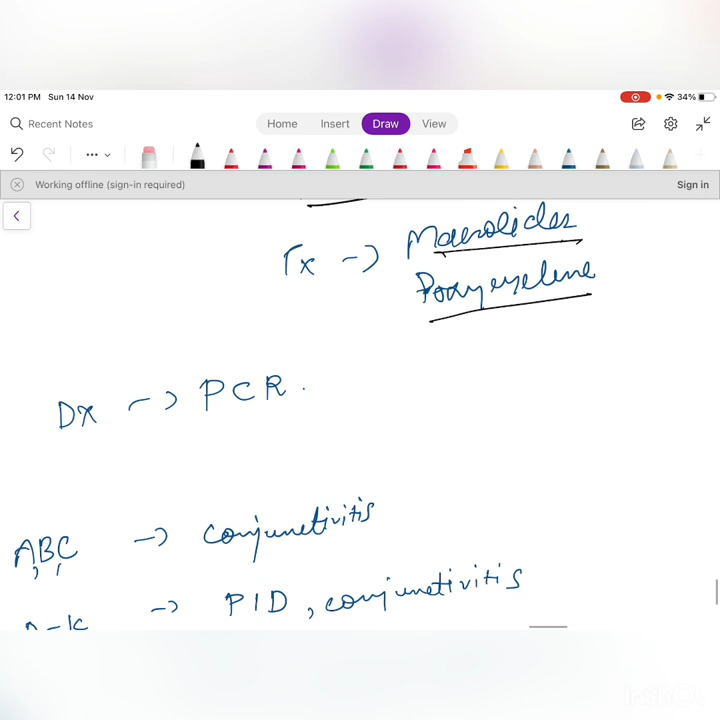 12:01 PM Sun 14 Nov 34%
Recent Notes Home Insert Draw View
Working offline (sign-in required) Sign in
Tx -> Macrolides
Doxycycline
Dx -> PCR.
A,B,C -> conjunctivitis
D-K -> PID, conjunctivitis
InShOt